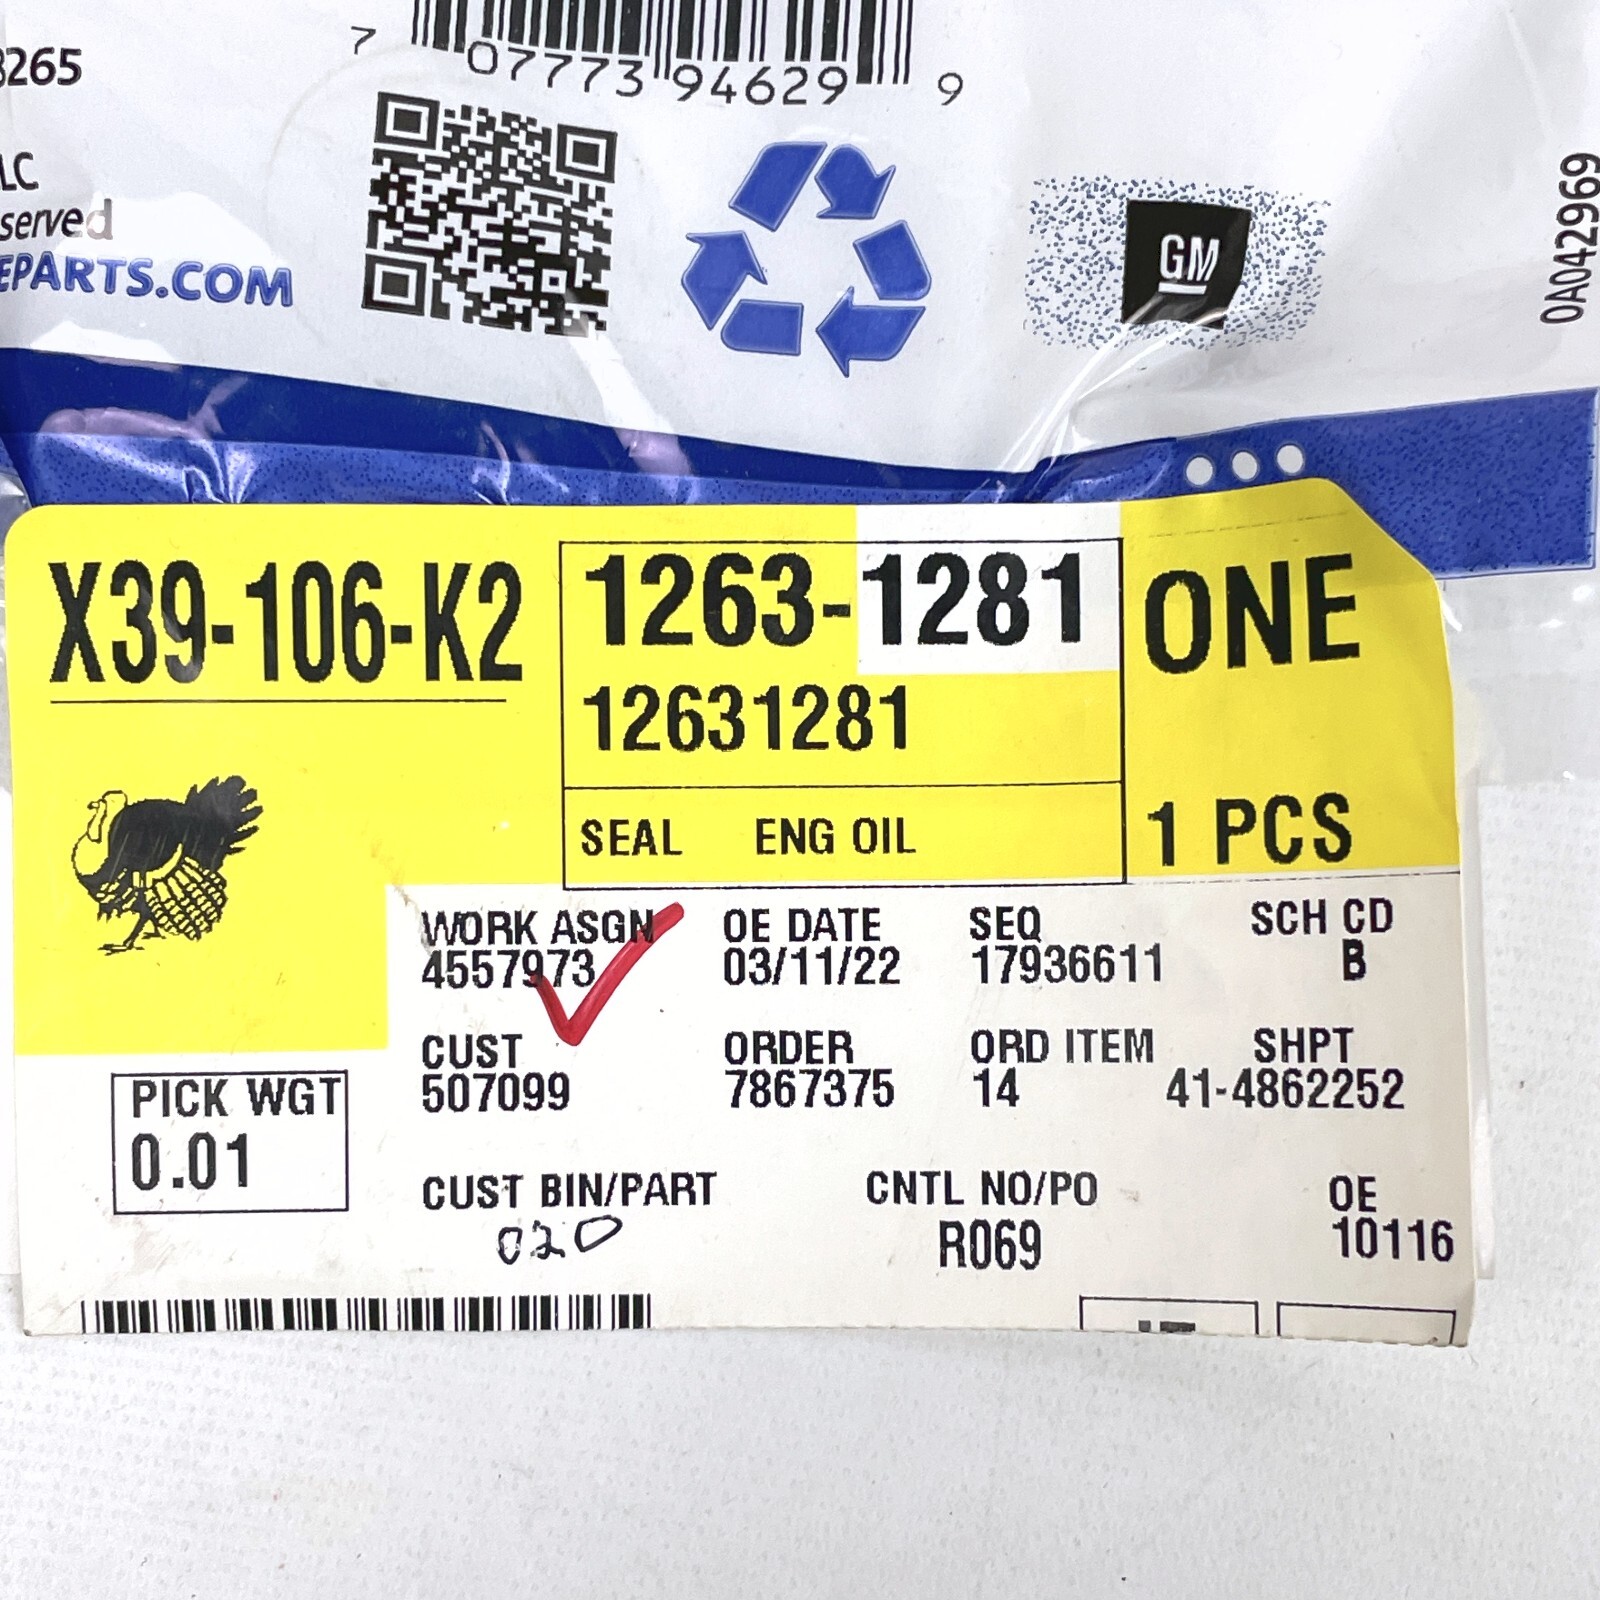 7 07773 94629 9
3265
LC
served
EPARTS.COM
GM
0A042969
X39-106-K2
1263-1281
ONE
12631281
SEAL ENG OIL
1 PCS
WORK ASGN OE DATE SEQ SCH CD
4557973 03/11/22 17936611 B
CUST ORDER ORD ITEM SHPT
507099 7867375 14 41-4862252
PICK WGT
0.01
CUST BIN/PART CNTL NO/PO OE
020 R069 10116